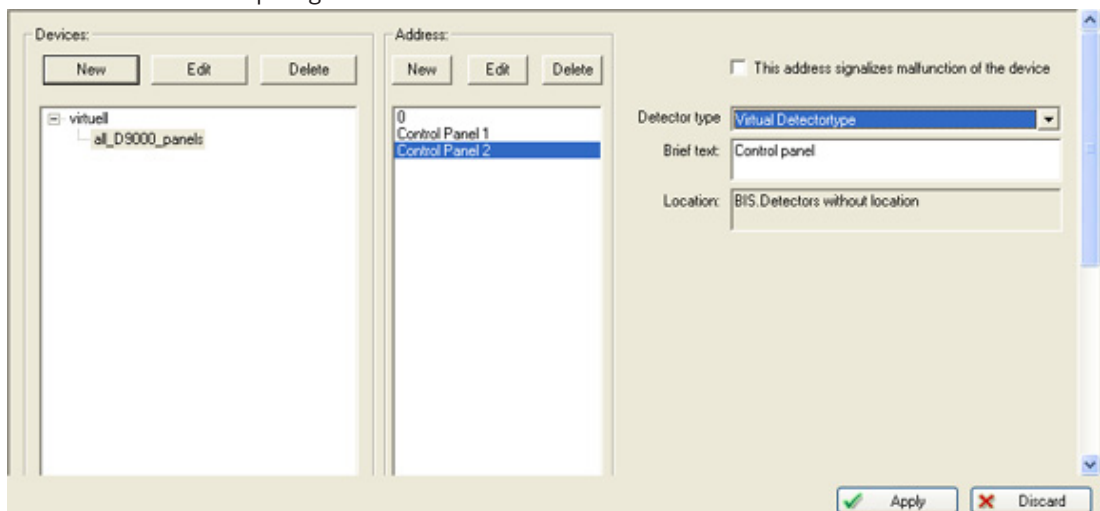 Devices:
New Edit Delete
virtuell
all_D9000_panels
Address:
New Edit Delete
0
Control Panel 1
Control Panel 2
This address signalizes malfunction of the device
Detector type Virtual Detectortype
Brief text: Control panel
Location: BIS.Detectors without location
Apply Discard